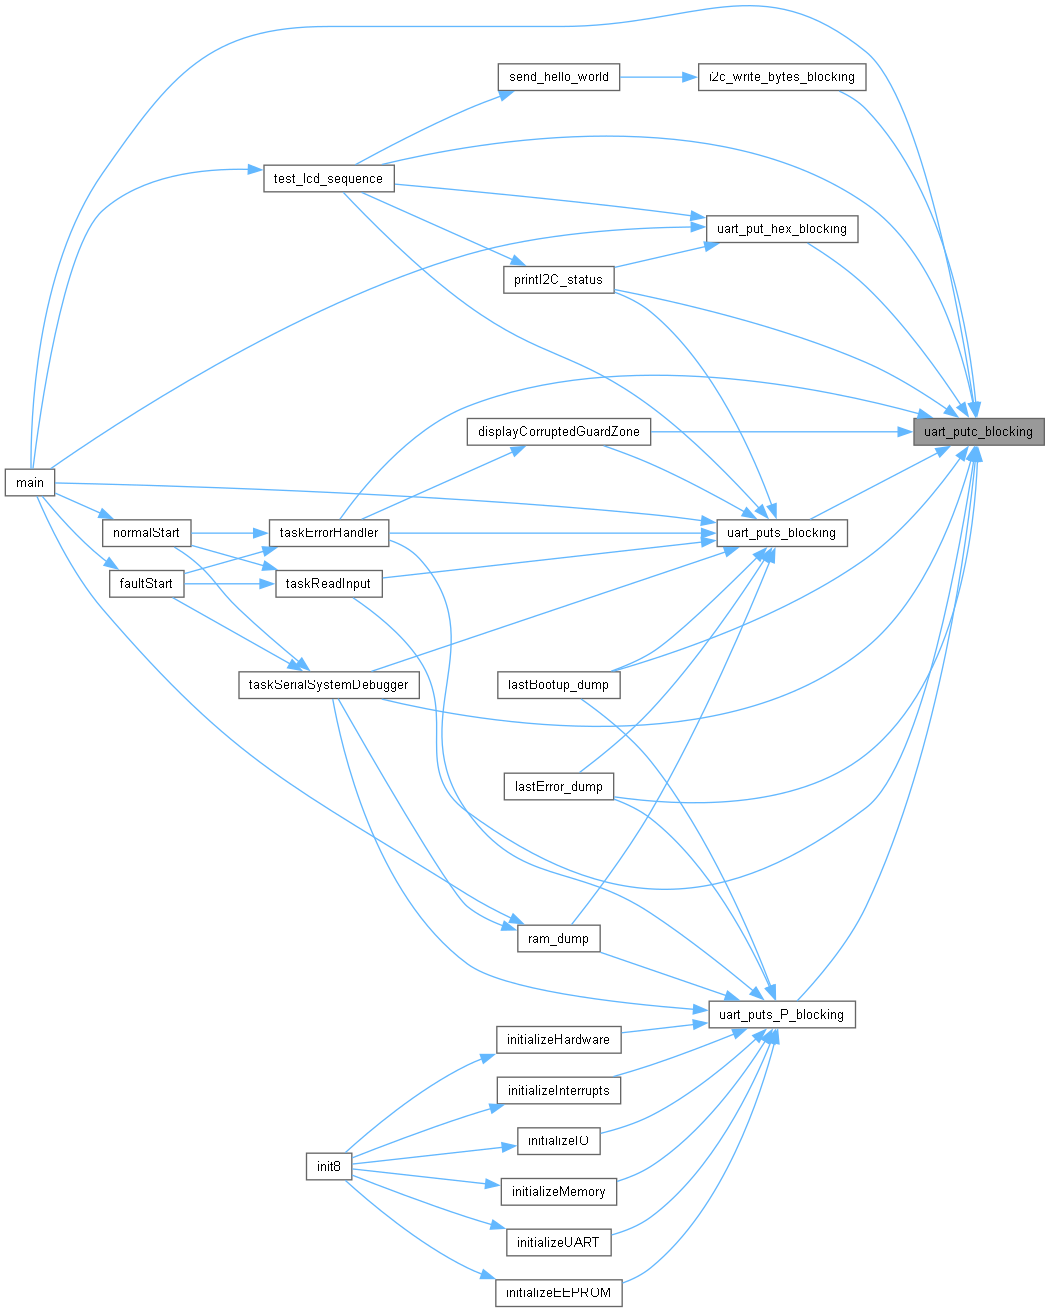 send_hello_world
i2c_write_bytes_blocking
test_lcd_sequence
uart_put_hex_blocking
printI2C_status
displayCorruptedGuardZone
uart_putc_blocking
main
normalStart
taskErrorHandler
uart_puts_blocking
faultStart
taskReadInput
taskSerialSystemDebugger
lastBootup_dump
lastError_dump
ram_dump
uart_puts_P_blocking
initializeHardware
initializeInterrupts
initializeIO
init8
initializeMemory
initializeUART
initializeEEPROM